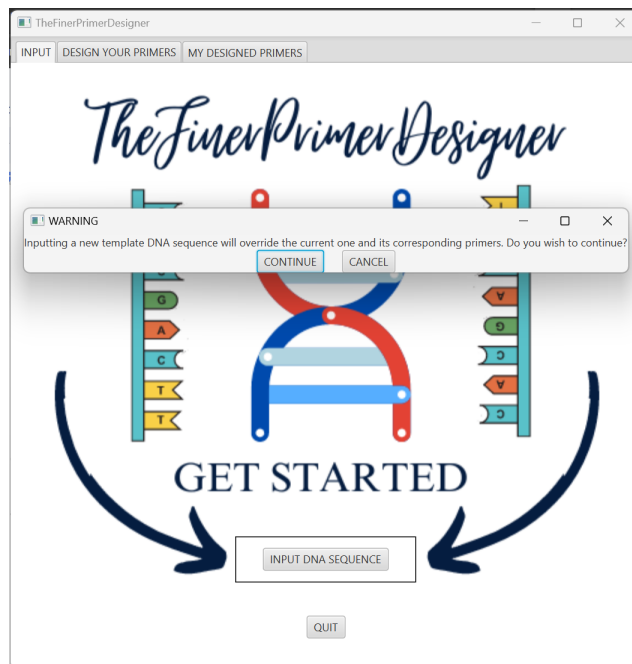 TheFinerPrimerDesigner
INPUT DESIGN YOUR PRIMERS MY DESIGNED PRIMERS
TheFinerPrimerDesigner
WARNING
Inputting a new template DNA sequence will override the current one and its corresponding primers. Do you wish to continue?
CONTINUE CANCEL
G
A
C
T
T
A
G
C
A
C
GET STARTED
INPUT DNA SEQUENCE
QUIT